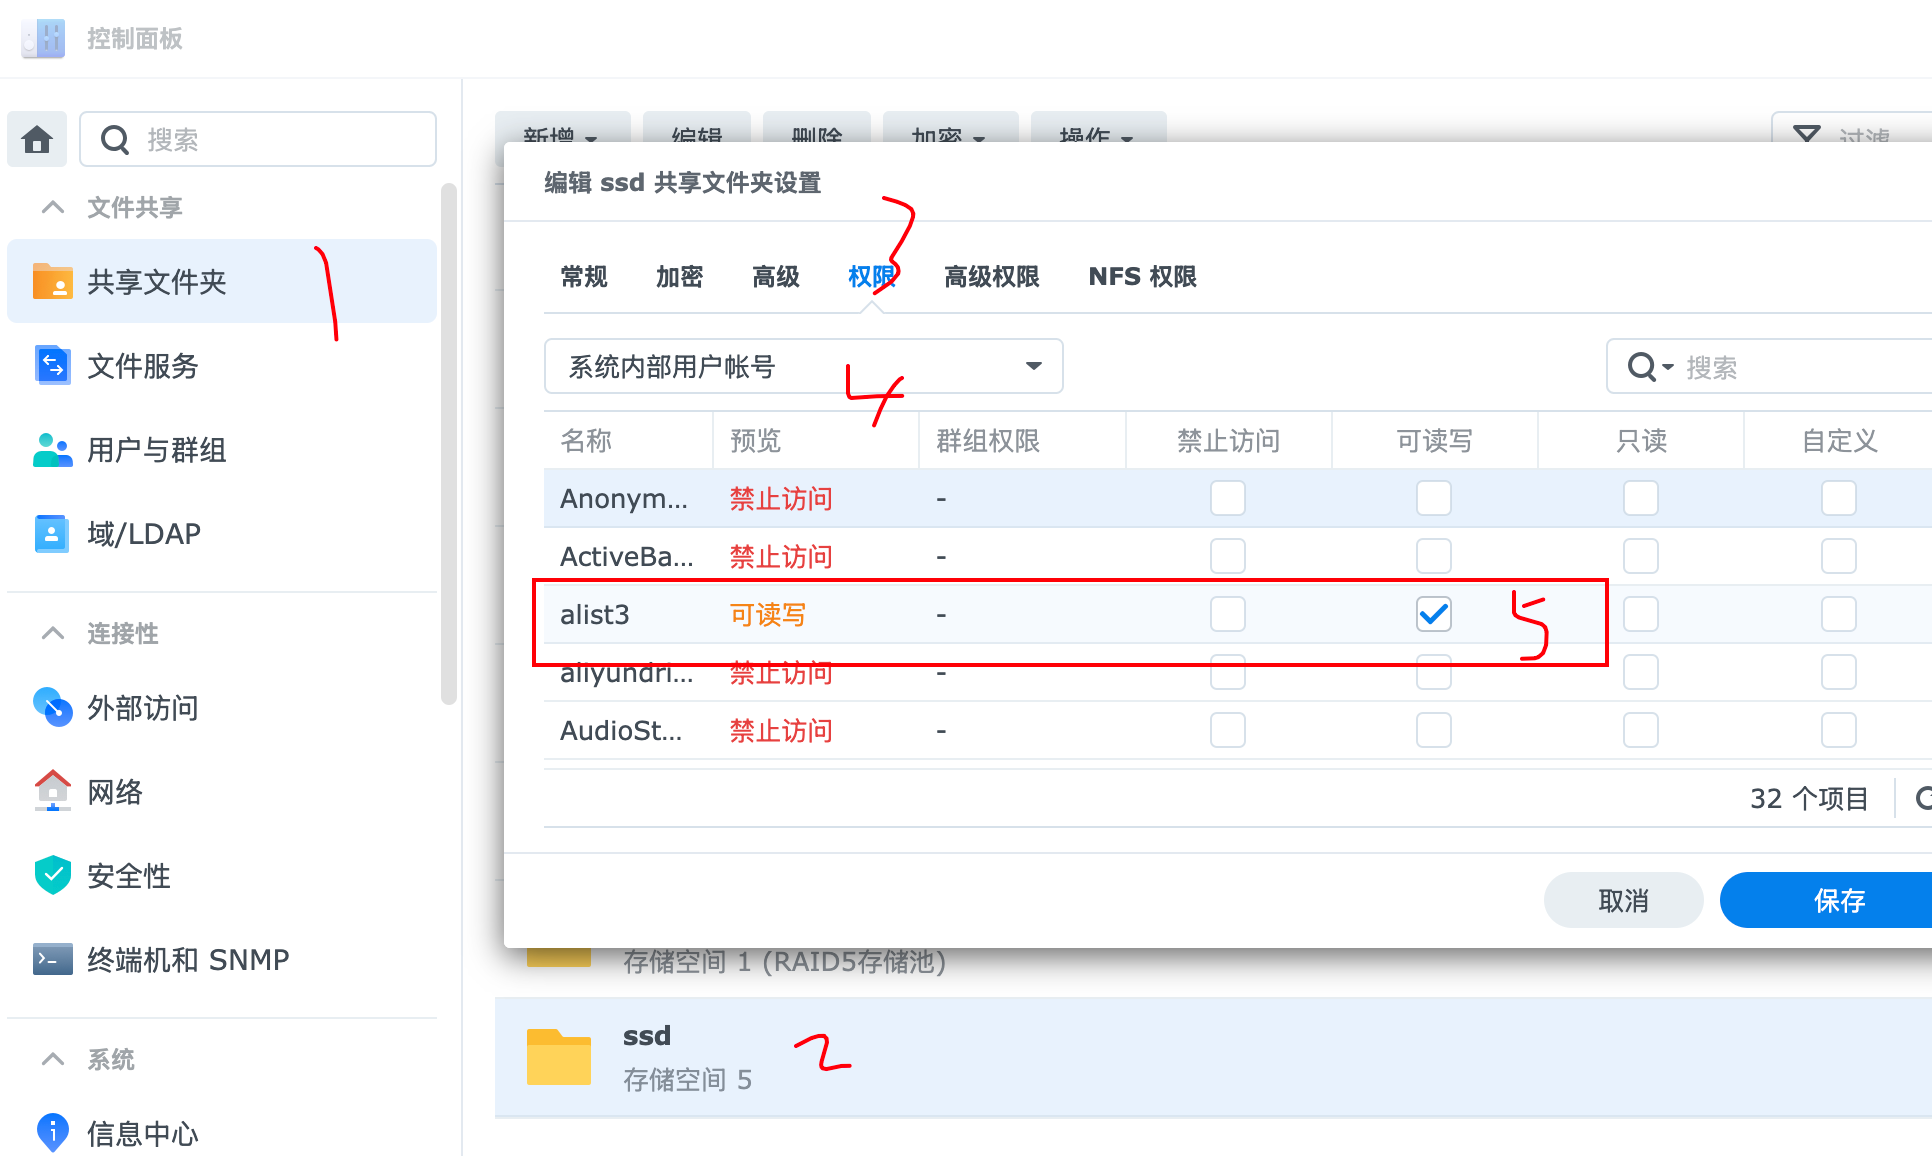 控制面板
搜索
文件共享
共享文件夹
1
文件服务
用户与群组
域/LDAP
连接性
外部访问
网络
安全性
终端机和 SNMP
系统
信息中心
新增 编辑 删除 加密 操作 过滤
编辑 ssd 共享文件夹设置
3
常规 加密 高级 权限 高级权限 NFS 权限
系统内部用户帐号
4
搜索
名称 预览 群组权限 禁止访问 可读写 只读 自定义
Anonym... 禁止访问 -
ActiveBa... 禁止访问 -
alist3 可读写 - 5
aliyundri... 禁止访问 -
AudioSt... 禁止访问 -
32 个项目
取消 保存
存储空间 1 (RAID5存储池)
ssd
2
存储空间 5